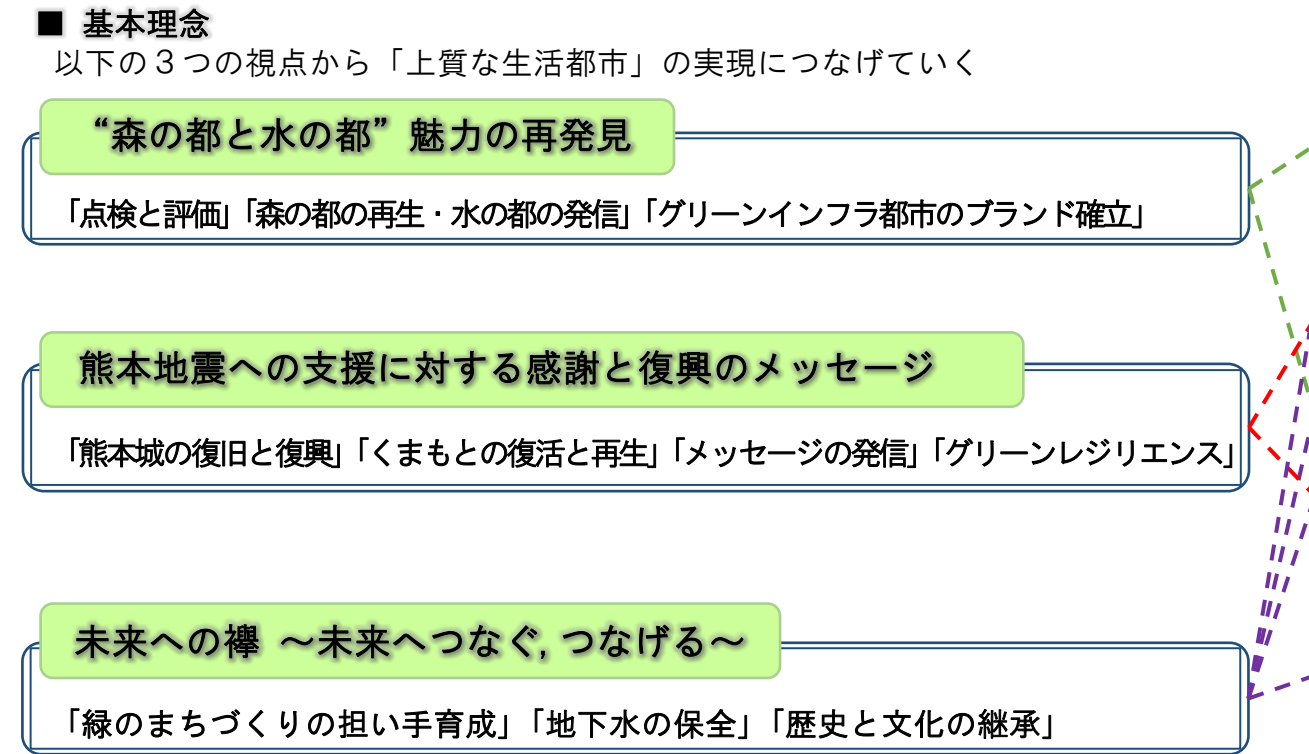 ■ 基本理念
以下の３つの視点から「上質な生活都市」の実現につなげていく
“森の都と水の都”魅力の再発見
「点検と評価」「森の都の再生・水の都の発信」「グリーンインフラ都市のブランド確立」
熊本地震への支援に対する感謝と復興のメッセージ
「熊本城の復旧と復興」「くまもとの復活と再生」「メッセージの発信」「グリーンレジリエンス」
未来への襷 ～未来へつなぐ,つなげる～
「緑のまちづくりの担い手育成」「地下水の保全」「歴史と文化の継承」